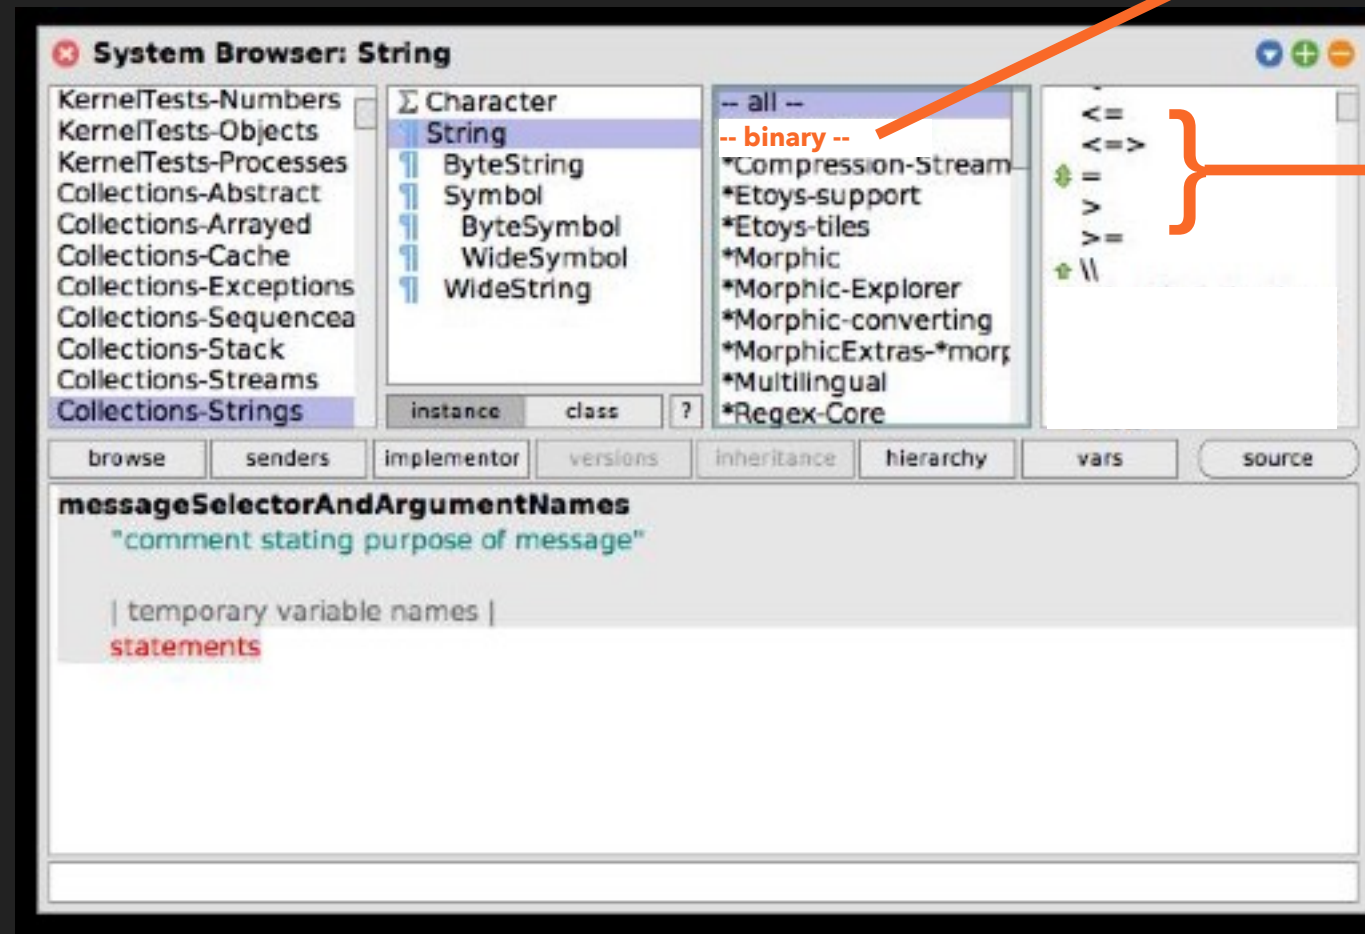 System Browser: String
KernelTests-Numbers
KernelTests-Objects
KernelTests-Processes
Collections-Abstract
Collections-Arrayed
Collections-Cache
Collections-Exceptions
Collections-Sequencea
Collections-Stack
Collections-Streams
Collections-Strings
Σ Character
String
ByteString
Symbol
ByteSymbol
WideSymbol
WideString
instance class ?
-- all --
-- binary --
*Compression-Stream
*Etoys-support
*Etoys-tiles
*Morphic
*Morphic-Explorer
*Morphic-converting
*MorphicExtras-*morp
*Multilingual
*Regex-Core
<=
<=>
=
>
>=
\\
browse senders implementor versions inheritance hierarchy vars source
messageSelectorAndArgumentNames
"comment stating purpose of message"
| temporary variable names |
statements